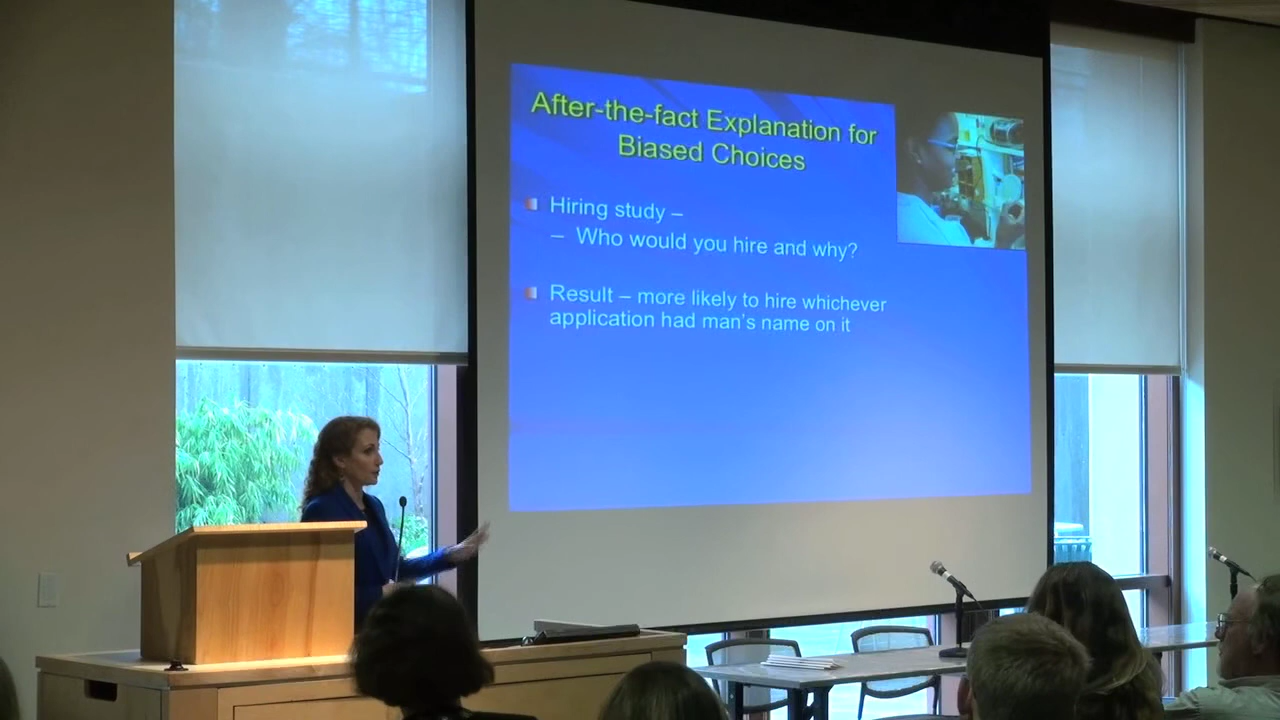 After-the-fact Explanation for
Biased Choices
Hiring study –
– Who would you hire and why?
Result – more likely to hire whichever
application had man's name on it